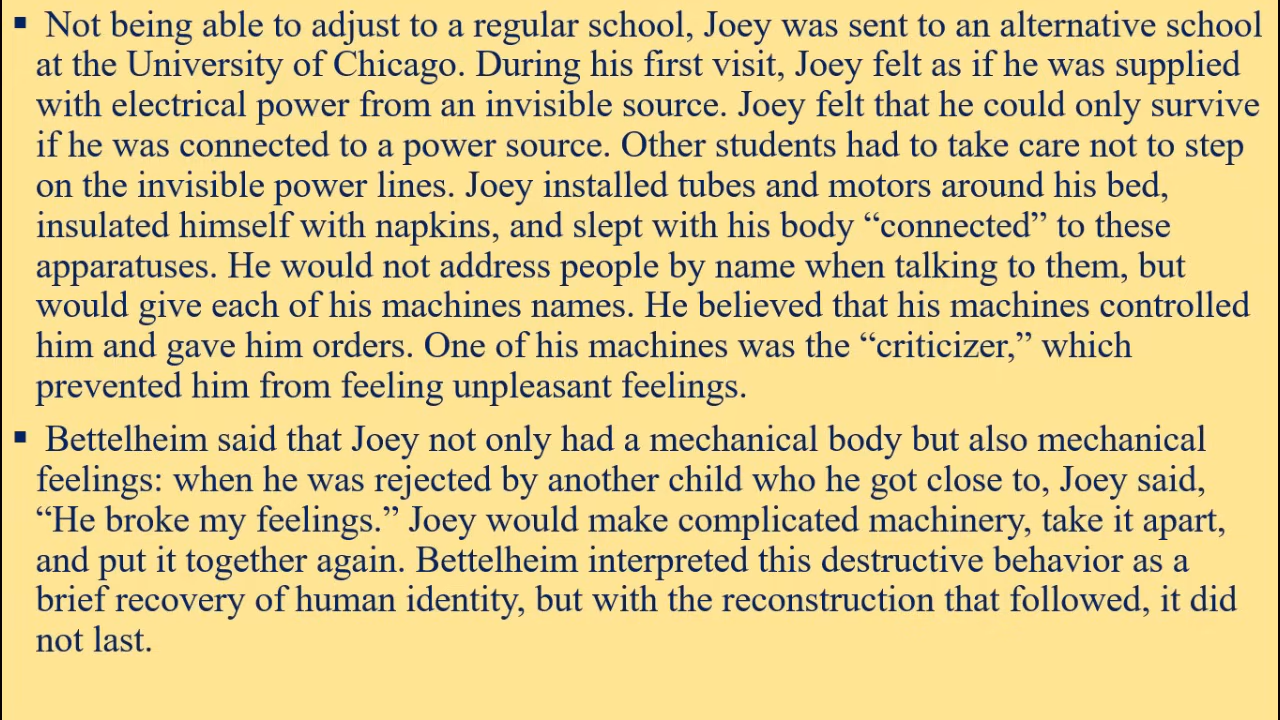 ▪ Not being able to adjust to a regular school, Joey was sent to an alternative school
at the University of Chicago. During his first visit, Joey felt as if he was supplied
with electrical power from an invisible source. Joey felt that he could only survive
if he was connected to a power source. Other students had to take care not to step
on the invisible power lines. Joey installed tubes and motors around his bed,
insulated himself with napkins, and slept with his body “connected” to these
apparatuses. He would not address people by name when talking to them, but
would give each of his machines names. He believed that his machines controlled
him and gave him orders. One of his machines was the “criticizer,” which
prevented him from feeling unpleasant feelings.
▪ Bettelheim said that Joey not only had a mechanical body but also mechanical
feelings: when he was rejected by another child who he got close to, Joey said,
“He broke my feelings.” Joey would make complicated machinery, take it apart,
and put it together again. Bettelheim interpreted this destructive behavior as a
brief recovery of human identity, but with the reconstruction that followed, it did
not last.